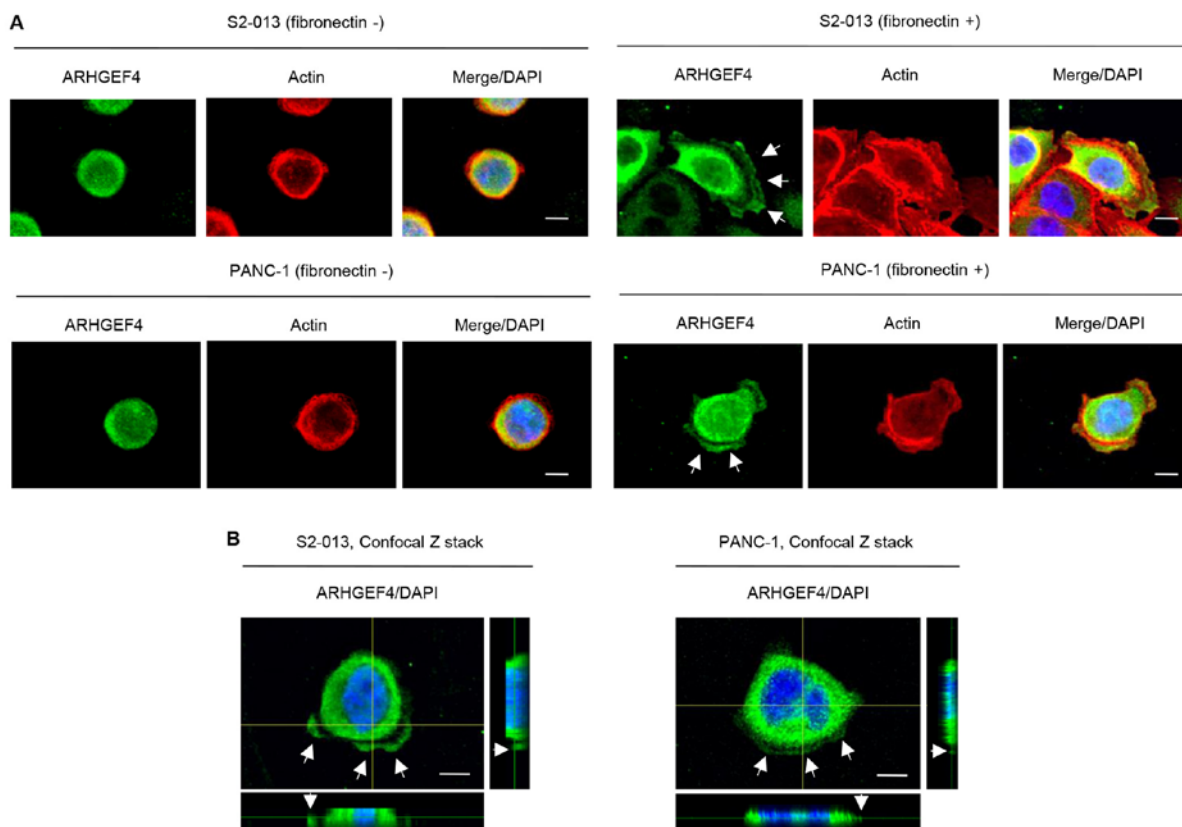 A
S2-013 (fibronectin -)
ARHGEF4 Actin Merge/DAPI
S2-013 (fibronectin +)
ARHGEF4 Actin Merge/DAPI
PANC-1 (fibronectin -)
ARHGEF4 Actin Merge/DAPI
PANC-1 (fibronectin +)
ARHGEF4 Actin Merge/DAPI
B
S2-013, Confocal Z stack
ARHGEF4/DAPI
PANC-1, Confocal Z stack
ARHGEF4/DAPI